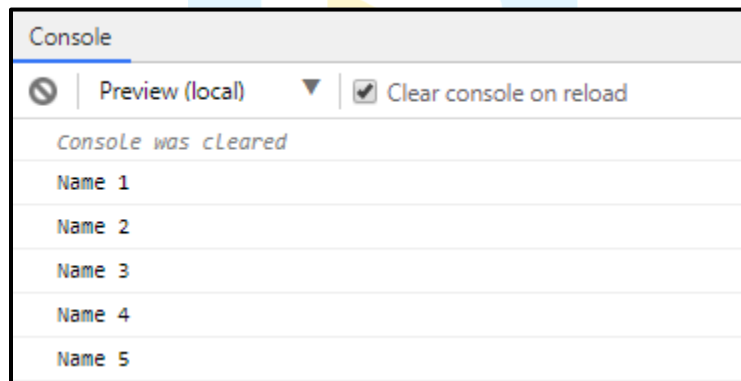 Console
Preview (local) Clear console on reload
Console was cleared
Name 1
Name 2
Name 3
Name 4
Name 5